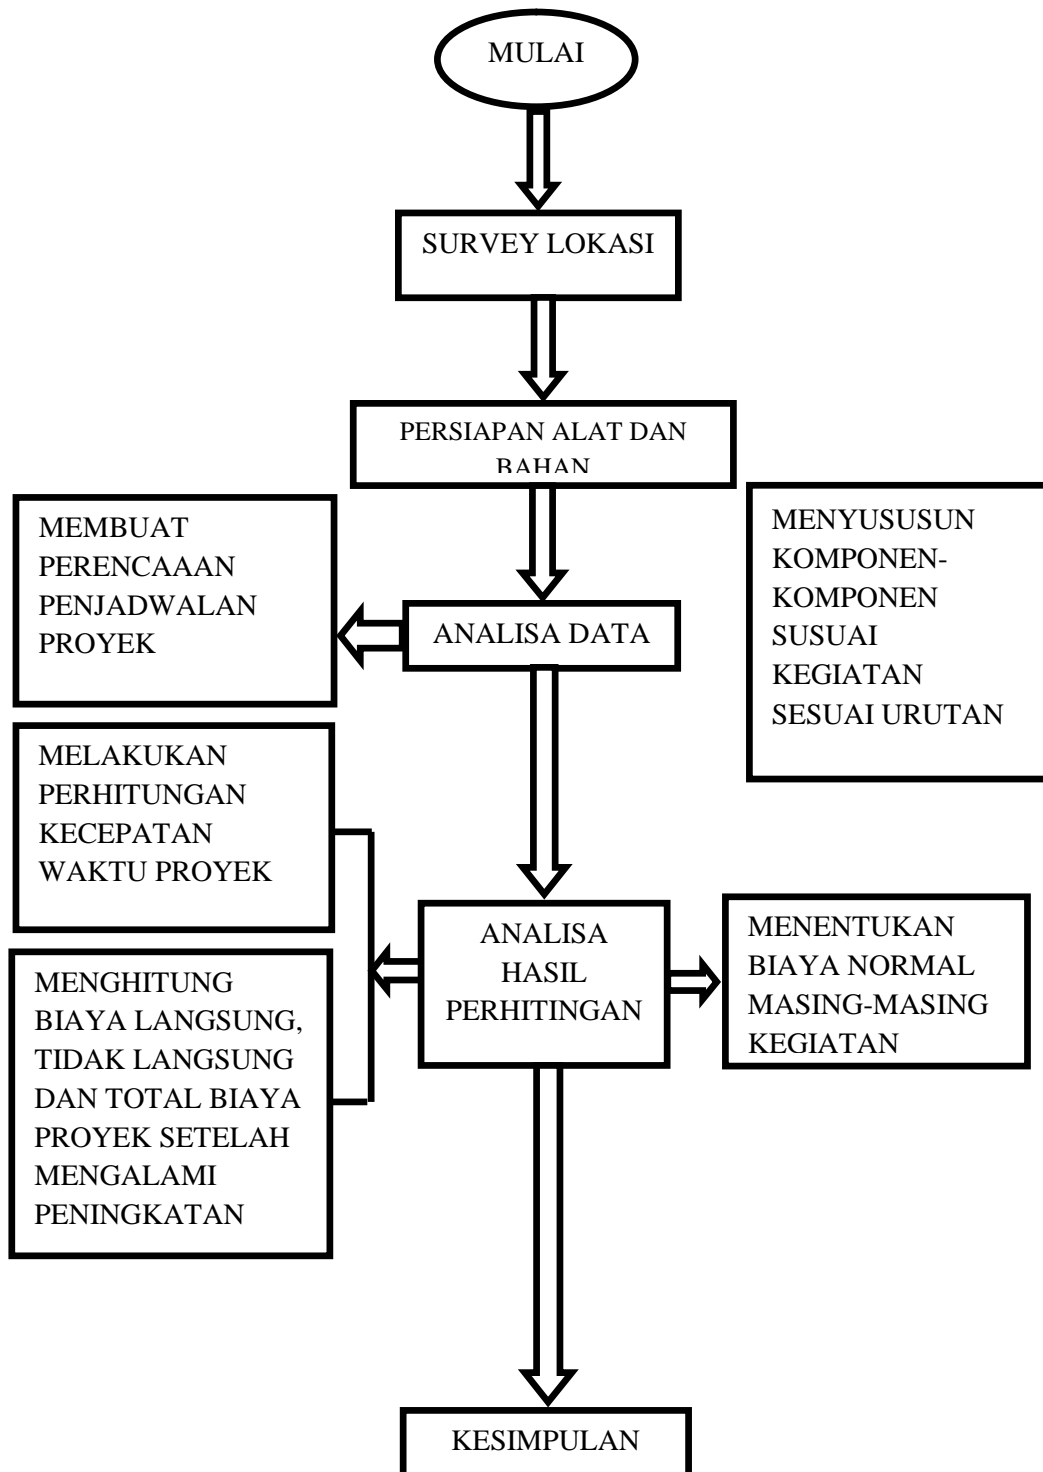 MULAI
SURVEY LOKASI
PERSIAPAN ALAT DAN
BAHAN
MEMBUAT
PERENCAAAN
PENJADWALAN
PROYEK
ANALISA DATA
MENYUSUSUN
KOMPONEN-
KOMPONEN
SUSUAI
KEGIATAN
SESUAI URUTAN
MELAKUKAN
PERHITUNGAN
KECEPATAN
WAKTU PROYEK
ANALISA
HASIL
PERHITINGAN
MENENTUKAN
BIAYA NORMAL
MASING-MASING
KEGIATAN
MENGHITUNG
BIAYA LANGSUNG,
TIDAK LANGSUNG
DAN TOTAL BIAYA
PROYEK SETELAH
MENGALAMI
PENINGKATAN
KESIMPULAN